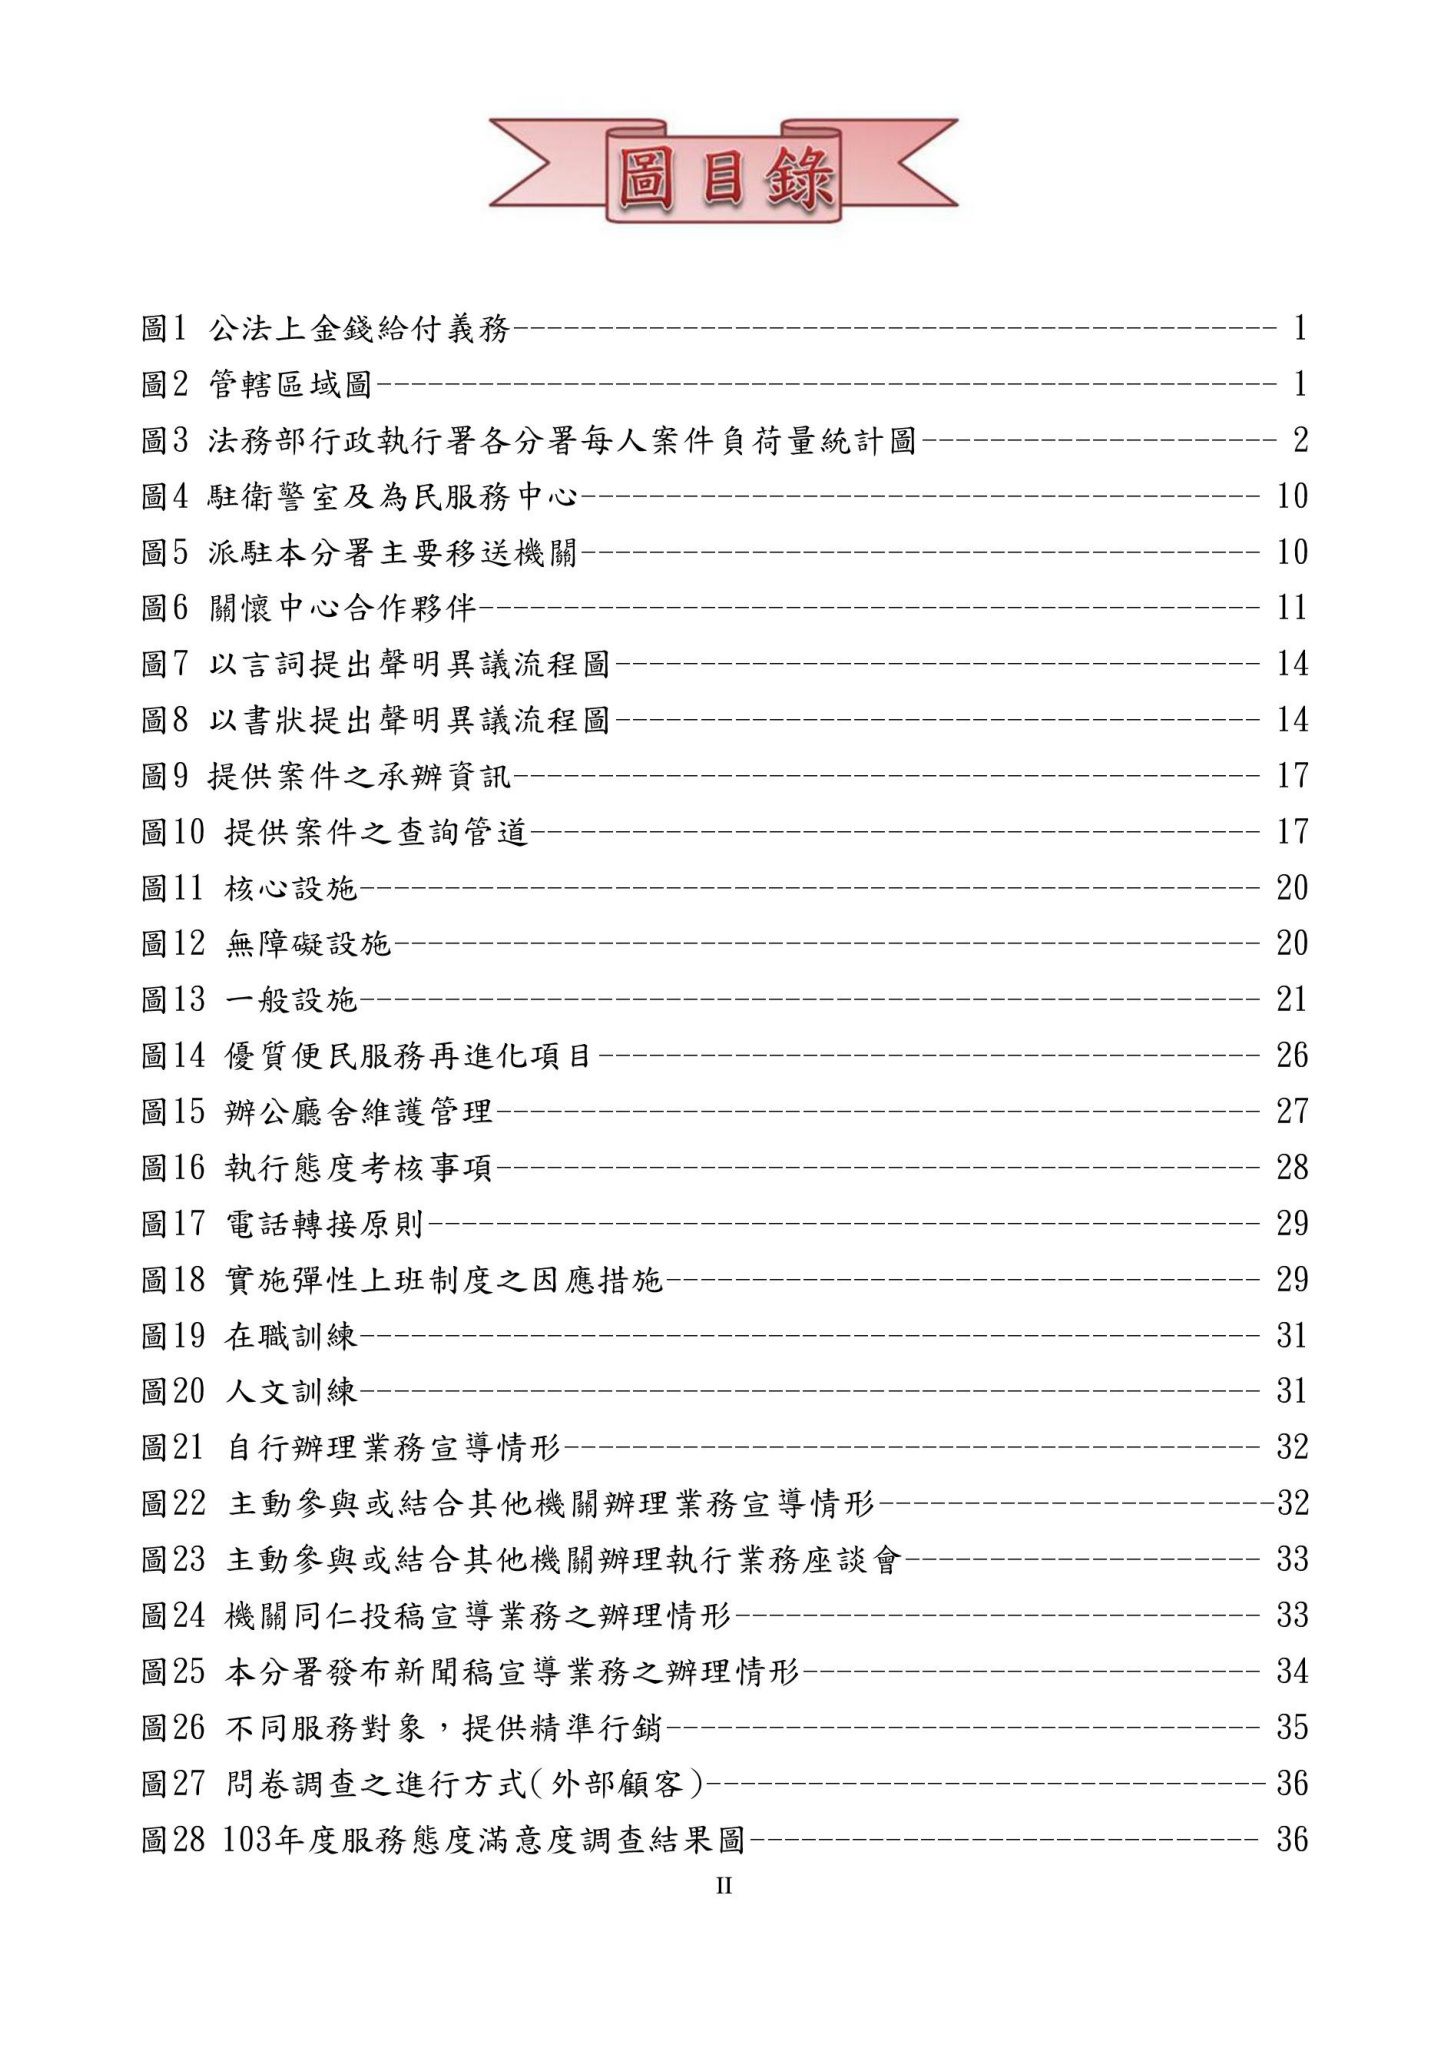 圖目錄
圖1 公法上金錢給付義務--------------------------------------------- 1
圖2 管轄區域圖----------------------------------------------------- 1
圖3 法務部行政執行署各分署每人案件負荷量統計圖--------------------- 2
圖4 駐衛警室及為民服務中心---------------------------------------- 10
圖5 派駐本分署主要移送機關---------------------------------------- 10
圖6 關懷中心合作夥伴---------------------------------------------- 11
圖7 以言詞提出聲明異議流程圖-------------------------------------- 14
圖8 以書狀提出聲明異議流程圖-------------------------------------- 14
圖9 提供案件之承辦資訊-------------------------------------------- 17
圖10 提供案件之查詢管道------------------------------------------- 17
圖11 核心設施----------------------------------------------------- 20
圖12 無障礙設施--------------------------------------------------- 20
圖13 一般設施----------------------------------------------------- 21
圖14 優質便民服務再進化項目--------------------------------------- 26
圖15 辦公廳舍維護管理--------------------------------------------- 27
圖16 執行態度考核事項--------------------------------------------- 28
圖17 電話轉接原則------------------------------------------------- 29
圖18 實施彈性上班制度之因應措施----------------------------------- 29
圖19 在職訓練----------------------------------------------------- 31
圖20 人文訓練----------------------------------------------------- 31
圖21 自行辦理業務宣導情形----------------------------------------- 32
圖22 主動參與或結合其他機關辦理業務宣導情形-----------------------32
圖23 主動參與或結合其他機關辦理執行業務座談會--------------------- 33
圖24 機關同仁投稿宣導業務之辦理情形------------------------------- 33
圖25 本分署發布新聞稿宣導業務之辦理情形--------------------------- 34
圖26 不同服務對象，提供精準行銷----------------------------------- 35
圖27 問卷調查之進行方式(外部顧客)--------------------------------- 36
圖28 103年度服務態度滿意度調查結果圖------------------------------ 36
II